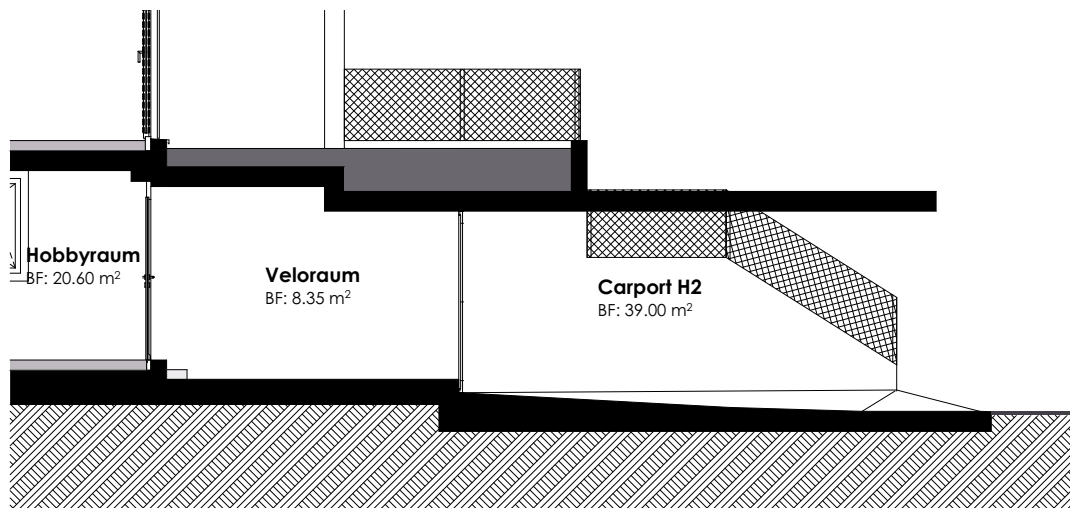 Hobbyraum
BF: 20.60 m²
Veloraum
BF: 8.35 m²
Carport H2
BF: 39.00 m²